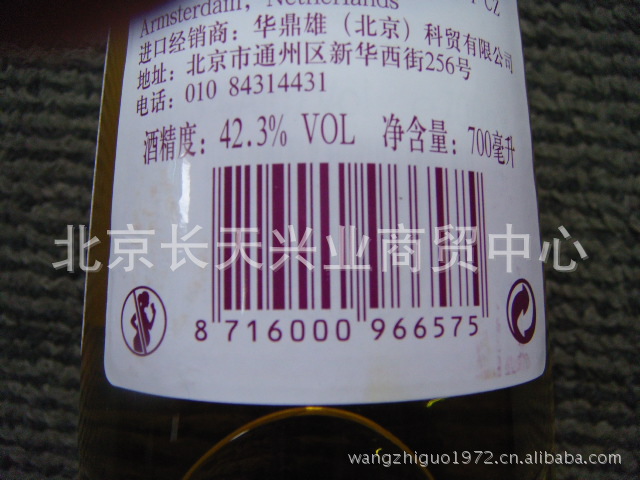 Armsterdam, Netherlands CZ
进口经销商：华鼎雄（北京）科贸有限公司
地址：北京市通州区新华西街256号
电话：010 84314431
酒精度：42.3% VOL 净含量：700毫升
北京长天兴业商贸中心
8 716000 966575
wangzhiguo1972.cn.alibaba.com